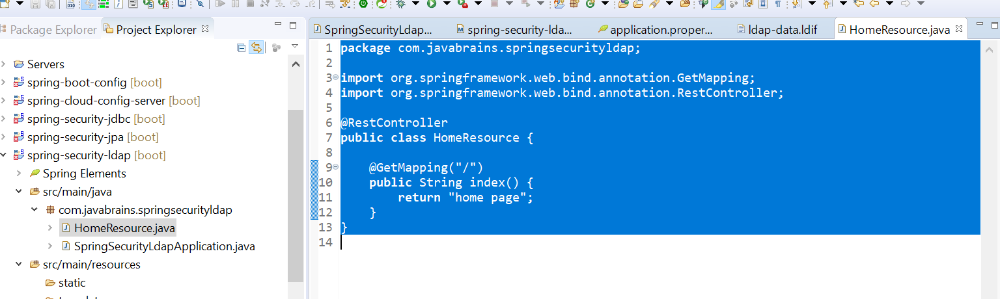 Package Explorer
Project Explorer
Servers
spring-boot-config [boot]
spring-cloud-config-server [boot]
spring-security-jdbc [boot]
spring-security-jpa [boot]
spring-security-ldap [boot]
Spring Elements
src/main/java
com.javabrains.springsecurityldap
HomeResource.java
SpringSecurityLdapApplication.java
src/main/resources
static
SpringSecurityLdap...
spring-security-lda...
application.proper...
ldap-data.ldif
HomeResource.java
1 package com.javabrains.springsecurityldap;
2
3 import org.springframework.web.bind.annotation.GetMapping;
4 import org.springframework.web.bind.annotation.RestController;
5
6 @RestController
7 public class HomeResource {
8
9 @GetMapping("/")
10 public String index() {
11 return "home page";
12 }
13 }
14